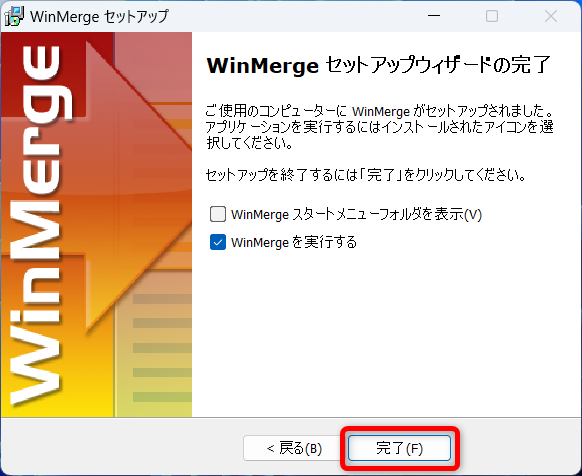 WinMerge セットアップ
WinMerge
WinMerge セットアップウィザードの完了
ご使用のコンピューターに WinMerge がセットアップされました。
アプリケーションを実行するにはインストールされたアイコンを選
択してください。
セットアップを終了するには「完了」をクリックしてください。
WinMerge スタートメニューフォルダを表示(V)
WinMerge を実行する
< 戻る(B)
完了(F)